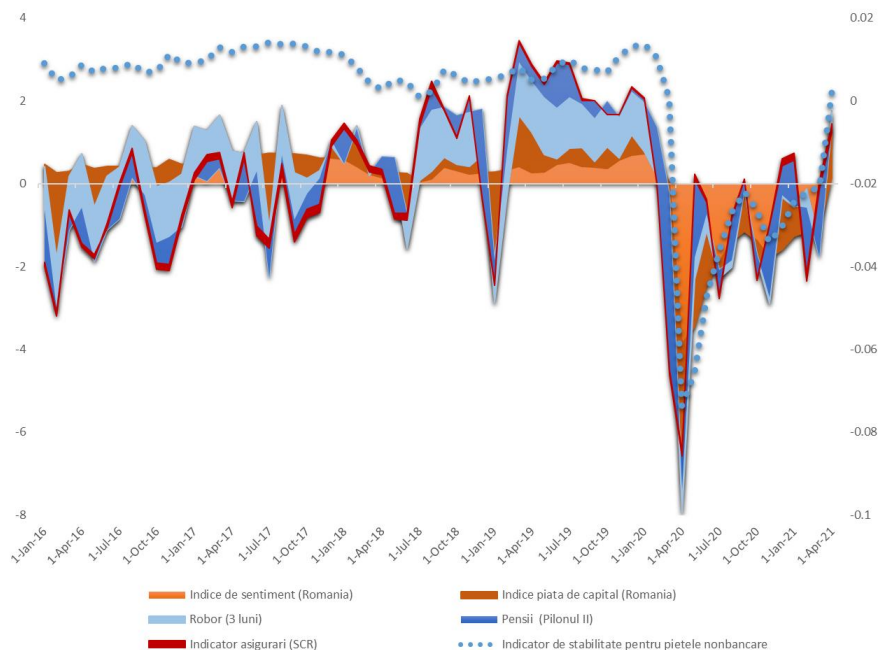 4
2
0
-2
-4
-6
-8
0.02
0
-0.02
-0.04
-0.06
-0.08
-0.1
1-Jan-16
1-Apr-16
1-Jul-16
1-Oct-16
1-Jan-17
1-Apr-17
1-Jul-17
1-Oct-17
1-Jan-18
1-Apr-18
1-Jul-18
1-Oct-18
1-Jan-19
1-Apr-19
1-Jul-19
1-Oct-19
1-Jan-20
1-Apr-20
1-Jul-20
1-Oct-20
1-Jan-21
1-Apr-21
Indice de sentiment (Romania)
Indice piata de capital (Romania)
Robor (3 luni)
Pensii (Pilonul II)
Indicator asigurari (SCR)
Indicator de stabilitate pentru pietele nonbancare